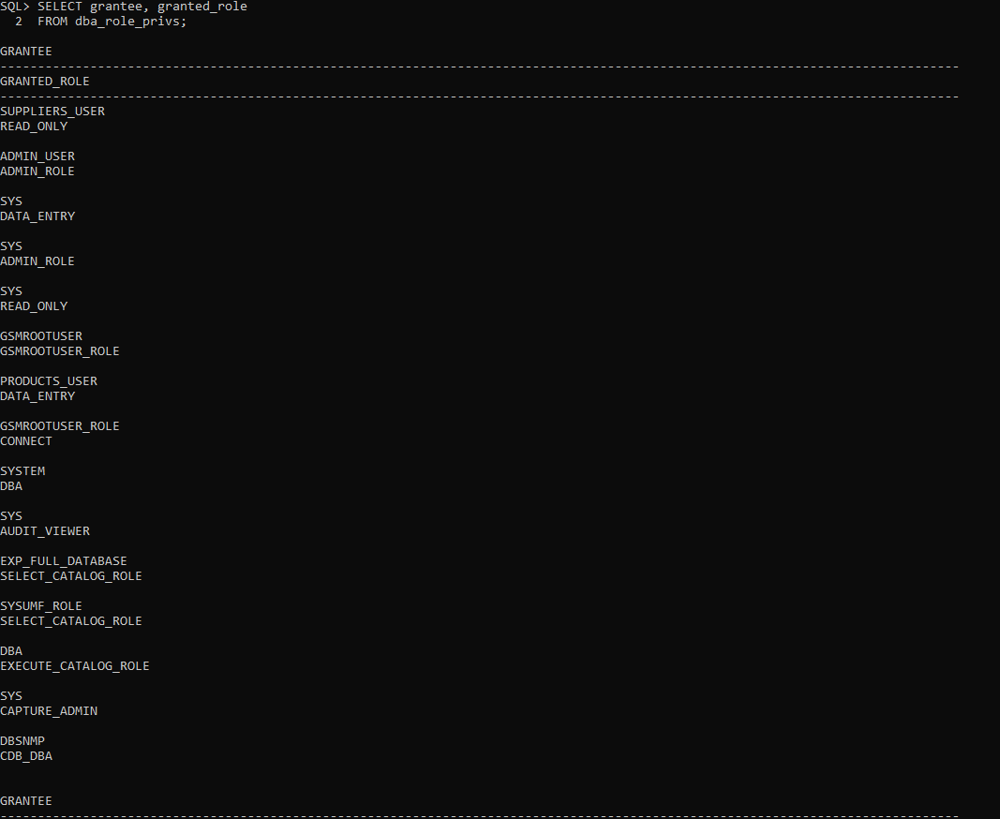 SQL> SELECT grantee, granted_role
  2  FROM dba_role_privs;

GRANTEE
--------------------------------------------------------------------------------------------------------------------------------
GRANTED_ROLE
--------------------------------------------------------------------------------------------------------------------------------
SUPPLIERS_USER
READ_ONLY

ADMIN_USER
ADMIN_ROLE

SYS
DATA_ENTRY

SYS
ADMIN_ROLE

SYS
READ_ONLY

GSMROOTUSER
GSMROOTUSER_ROLE

PRODUCTS_USER
DATA_ENTRY

GSMROOTUSER_ROLE
CONNECT

SYSTEM
DBA

SYS
AUDIT_VIEWER

EXP_FULL_DATABASE
SELECT_CATALOG_ROLE

SYSUMF_ROLE
SELECT_CATALOG_ROLE

DBA
EXECUTE_CATALOG_ROLE

SYS
CAPTURE_ADMIN

DBSNMP
CDB_DBA


GRANTEE
--------------------------------------------------------------------------------------------------------------------------------